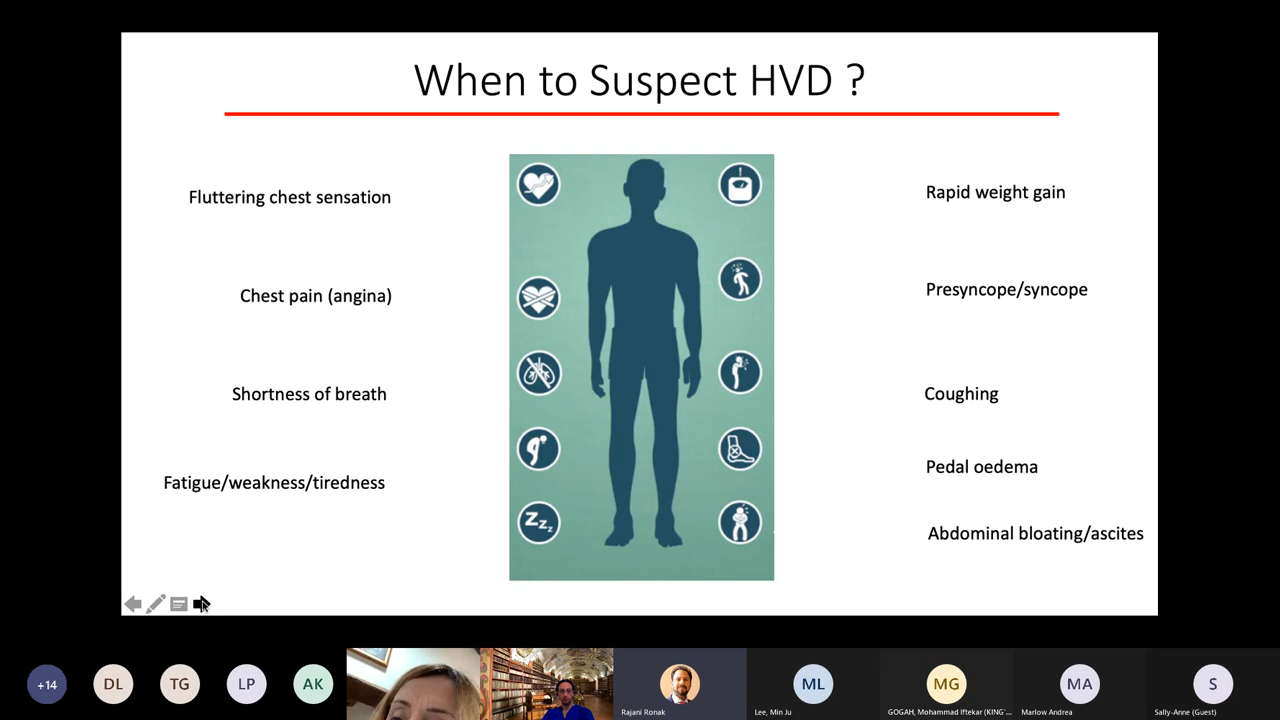 When to Suspect HVD ?
Fluttering chest sensation
Chest pain (angina)
Shortness of breath
Fatigue/weakness/tiredness
Zzz
Rapid weight gain
Presyncope/syncope
Coughing
Pedal oedema
Abdominal bloating/ascites
+14
DL
TG
LP
AK
Rajani Ronak
ML
Lee, Min Ju
MG
GOGAH, Mohammad Iftekar (KING'...
MA
Marlow Andrea
S
Sally-Anne (Guest)